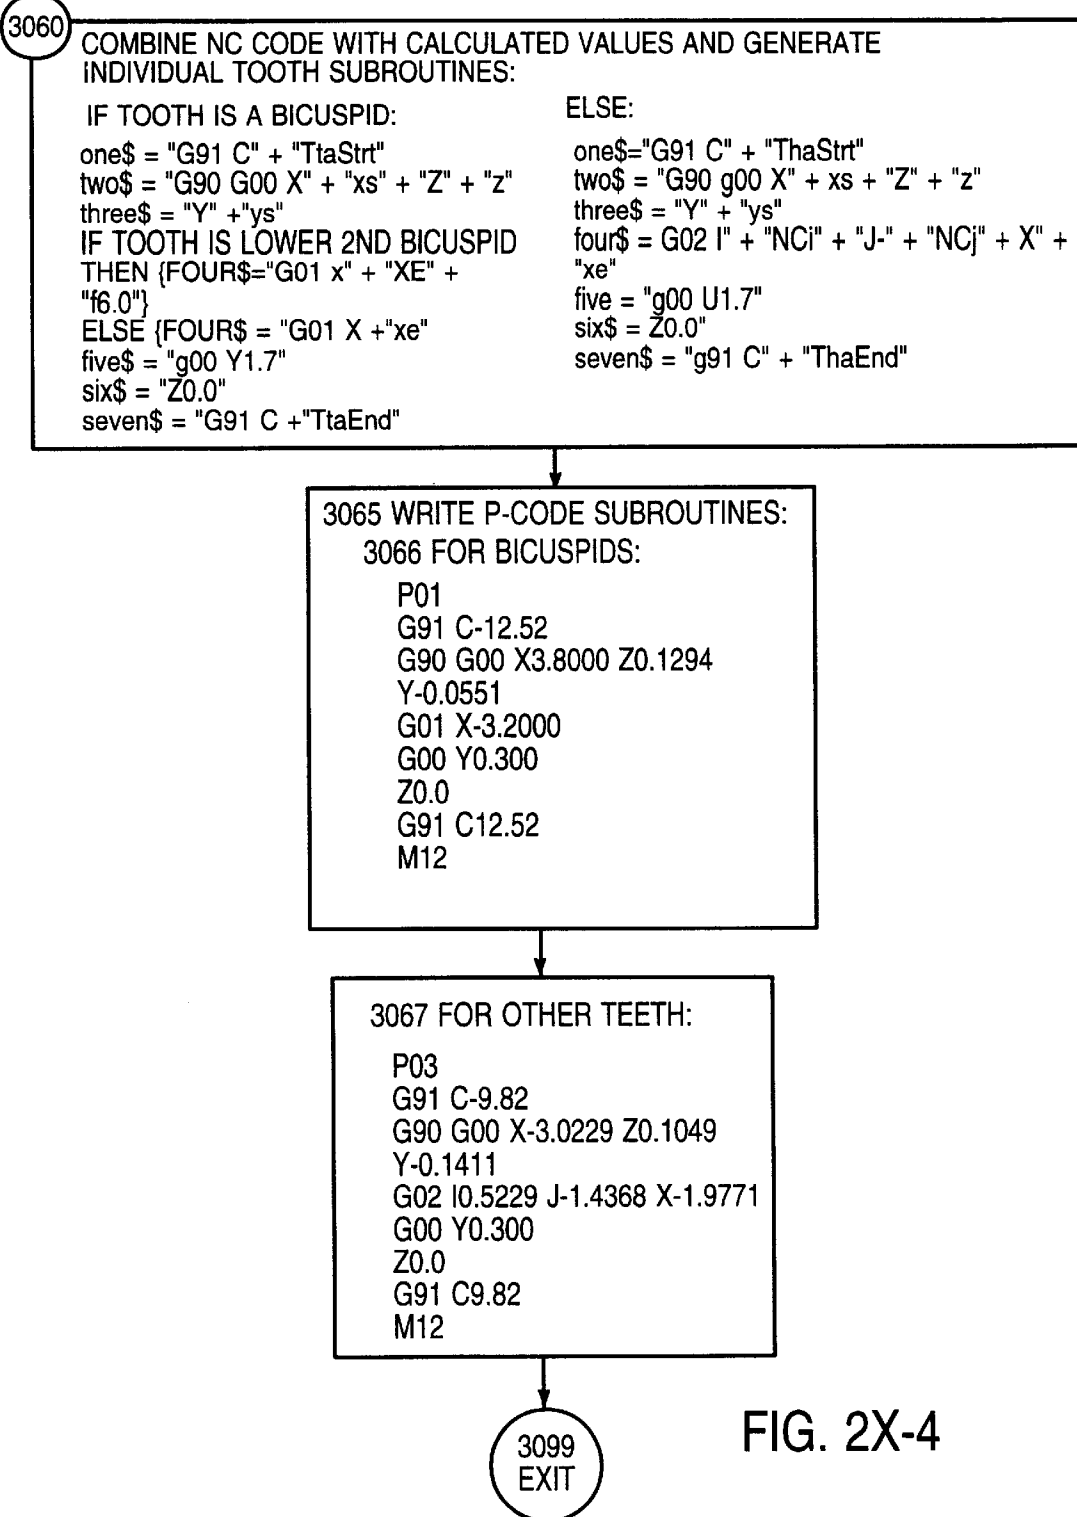 3060
COMBINE NC CODE WITH CALCULATED VALUES AND GENERATE
INDIVIDUAL TOOTH SUBROUTINES:
IF TOOTH IS A BICUSPID:
one$ = "G91 C" + "TtaStrt"
two$ = "G90 G00 X" + "xs" + "Z" + "z"
three$ = "Y" +"ys"
IF TOOTH IS LOWER 2ND BICUSPID
THEN {FOUR$="G01 x" + "XE" +
"f6.0"}
ELSE {FOUR$ = "G01 X +"xe"
five$ = "g00 Y1.7"
six$ = "Z0.0"
seven$ = "G91 C +"TtaEnd"
ELSE:
one$="G91 C" + "ThaStrt"
two$ = "G90 g00 X" + xs + "Z" + "z"
three$ = "Y" + "ys"
four$ = G02 I" + "NCi" + "J-" + "NCj" + X" +
"xe"
five = "g00 U1.7"
six$ = Z0.0"
seven$ = "g91 C" + "ThaEnd"
3065 WRITE P-CODE SUBROUTINES:
3066 FOR BICUSPIDS:
P01
G91 C-12.52
G90 G00 X3.8000 Z0.1294
Y-0.0551
G01 X-3.2000
G00 Y0.300
Z0.0
G91 C12.52
M12
3067 FOR OTHER TEETH:
P03
G91 C-9.82
G90 G00 X-3.0229 Z0.1049
Y-0.1411
G02 I0.5229 J-1.4368 X-1.9771
G00 Y0.300
Z0.0
G91 C9.82
M12
3099
EXIT
FIG. 2X-4